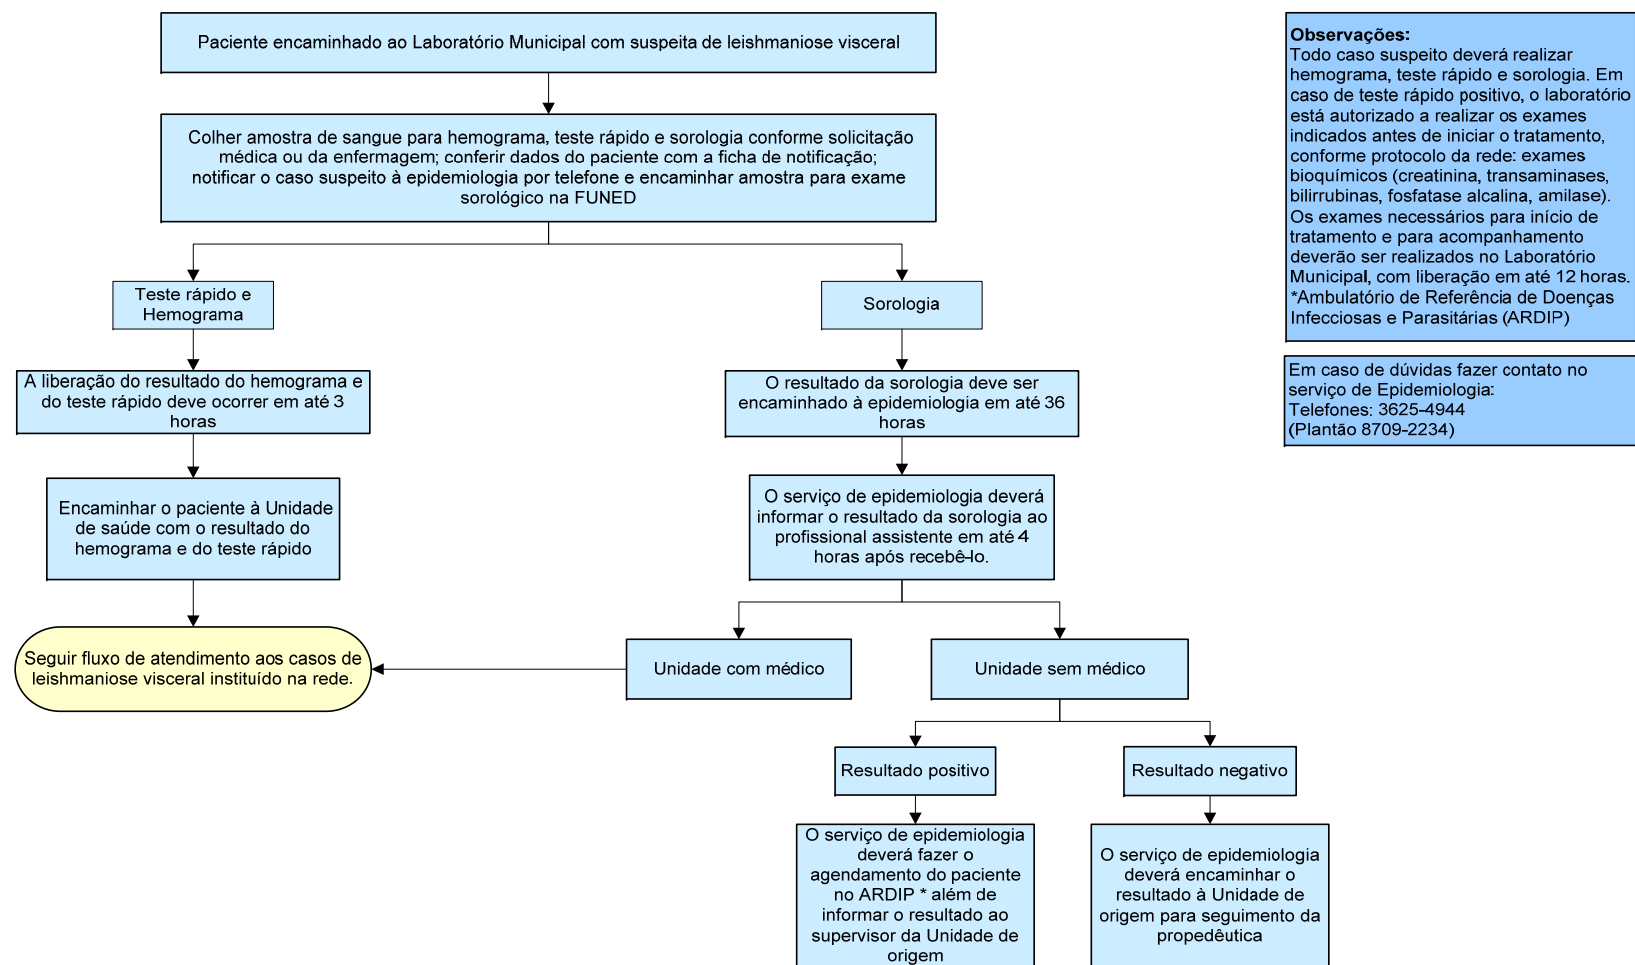 Paciente encaminhado ao Laboratório Municipal com suspeita de leishmaniose visceral
Colher amostra de sangue para hemograma, teste rápido e sorologia conforme solicitação
médica ou da enfermagem; conferir dados do paciente com a ficha de notificação;
notificar o caso suspeito à epidemiologia por telefone e encaminhar amostra para exame
sorológico na FUNED
Teste rápido e
Hemograma
A liberação do resultado do hemograma e
do teste rápido deve ocorrer em até 3
horas
Encaminhar o paciente à Unidade
de saúde com o resultado do
hemograma e do teste rápido
Seguir fluxo de atendimento aos casos de
leishmaniose visceral instituído na rede.
Sorologia
O resultado da sorologia deve ser
encaminhado à epidemiologia em até 36
horas
O serviço de epidemiologia deverá
informar o resultado da sorologia ao
profissional assistente em até 4
horas após recebê-lo.
Unidade com médico
Unidade sem médico
Resultado positivo
Resultado negativo
O serviço de epidemiologia
deverá fazer o
agendamento do paciente
no ARDIP * além de
informar o resultado ao
supervisor da Unidade de
origem
O serviço de epidemiologia
deverá encaminhar o
resultado à Unidade de
origem para seguimento da
propedêutica
Observações:
Todo caso suspeito deverá realizar
hemograma, teste rápido e sorologia. Em
caso de teste rápido positivo, o laboratório
está autorizado a realizar os exames
indicados antes de iniciar o tratamento,
conforme protocolo da rede: exames
bioquímicos (creatinina, transaminases,
bilirrubinas, fosfatase alcalina, amilase).
Os exames necessários para início de
tratamento e para acompanhamento
deverão ser realizados no Laboratório
Municipal, com liberação em até 12 horas.
*Ambulatório de Referência de Doenças
Infecciosas e Parasitárias (ARDIP)
Em caso de dúvidas fazer contato no
serviço de Epidemiologia:
Telefones: 3625-4944
(Plantão 8709-2234)